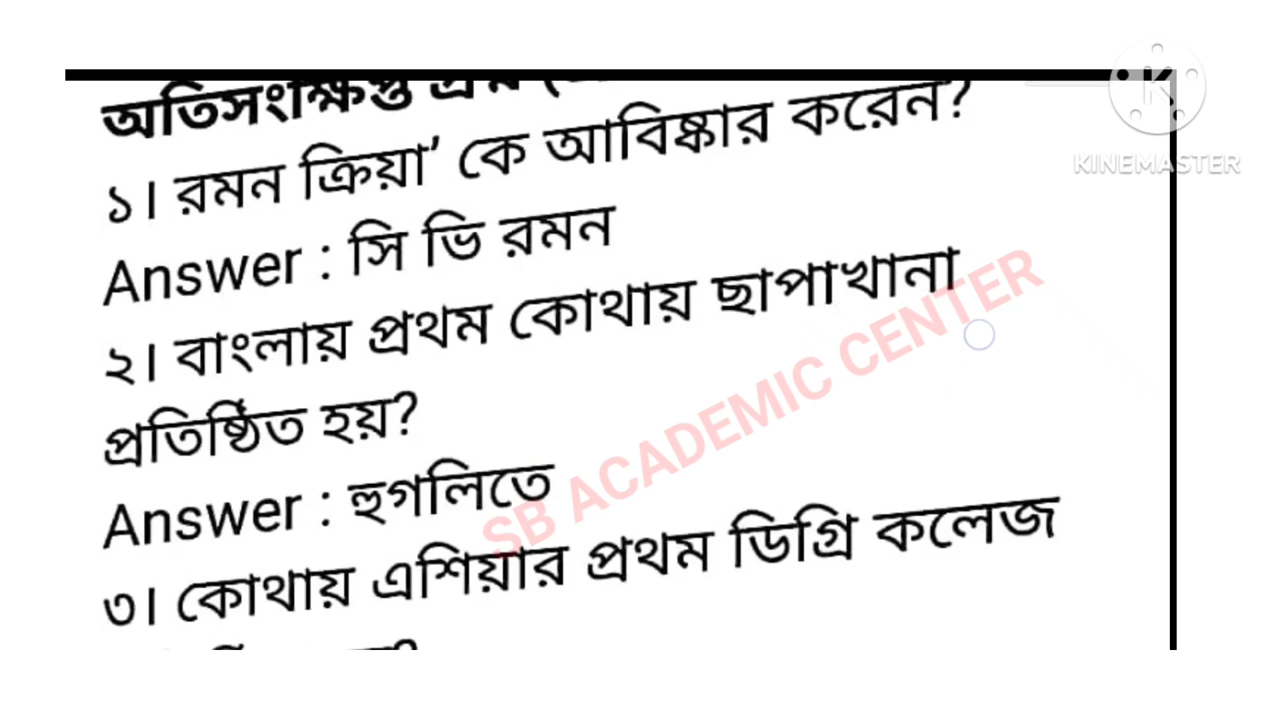 অতিসংক্ষিপ্ত প্রশ্ন
১। রমন ক্রিয়া’ কে আবিষ্কার করেন?
Answer : সি ভি রমন
২। বাংলায় প্রথম কোথায় ছাপাখানা
প্রতিষ্ঠিত হয়?
Answer : হুগলিতে
৩। কোথায় এশিয়ার প্রথম ডিগ্রি কলেজ
SB ACADEMIC CENTER
KINEMASTER